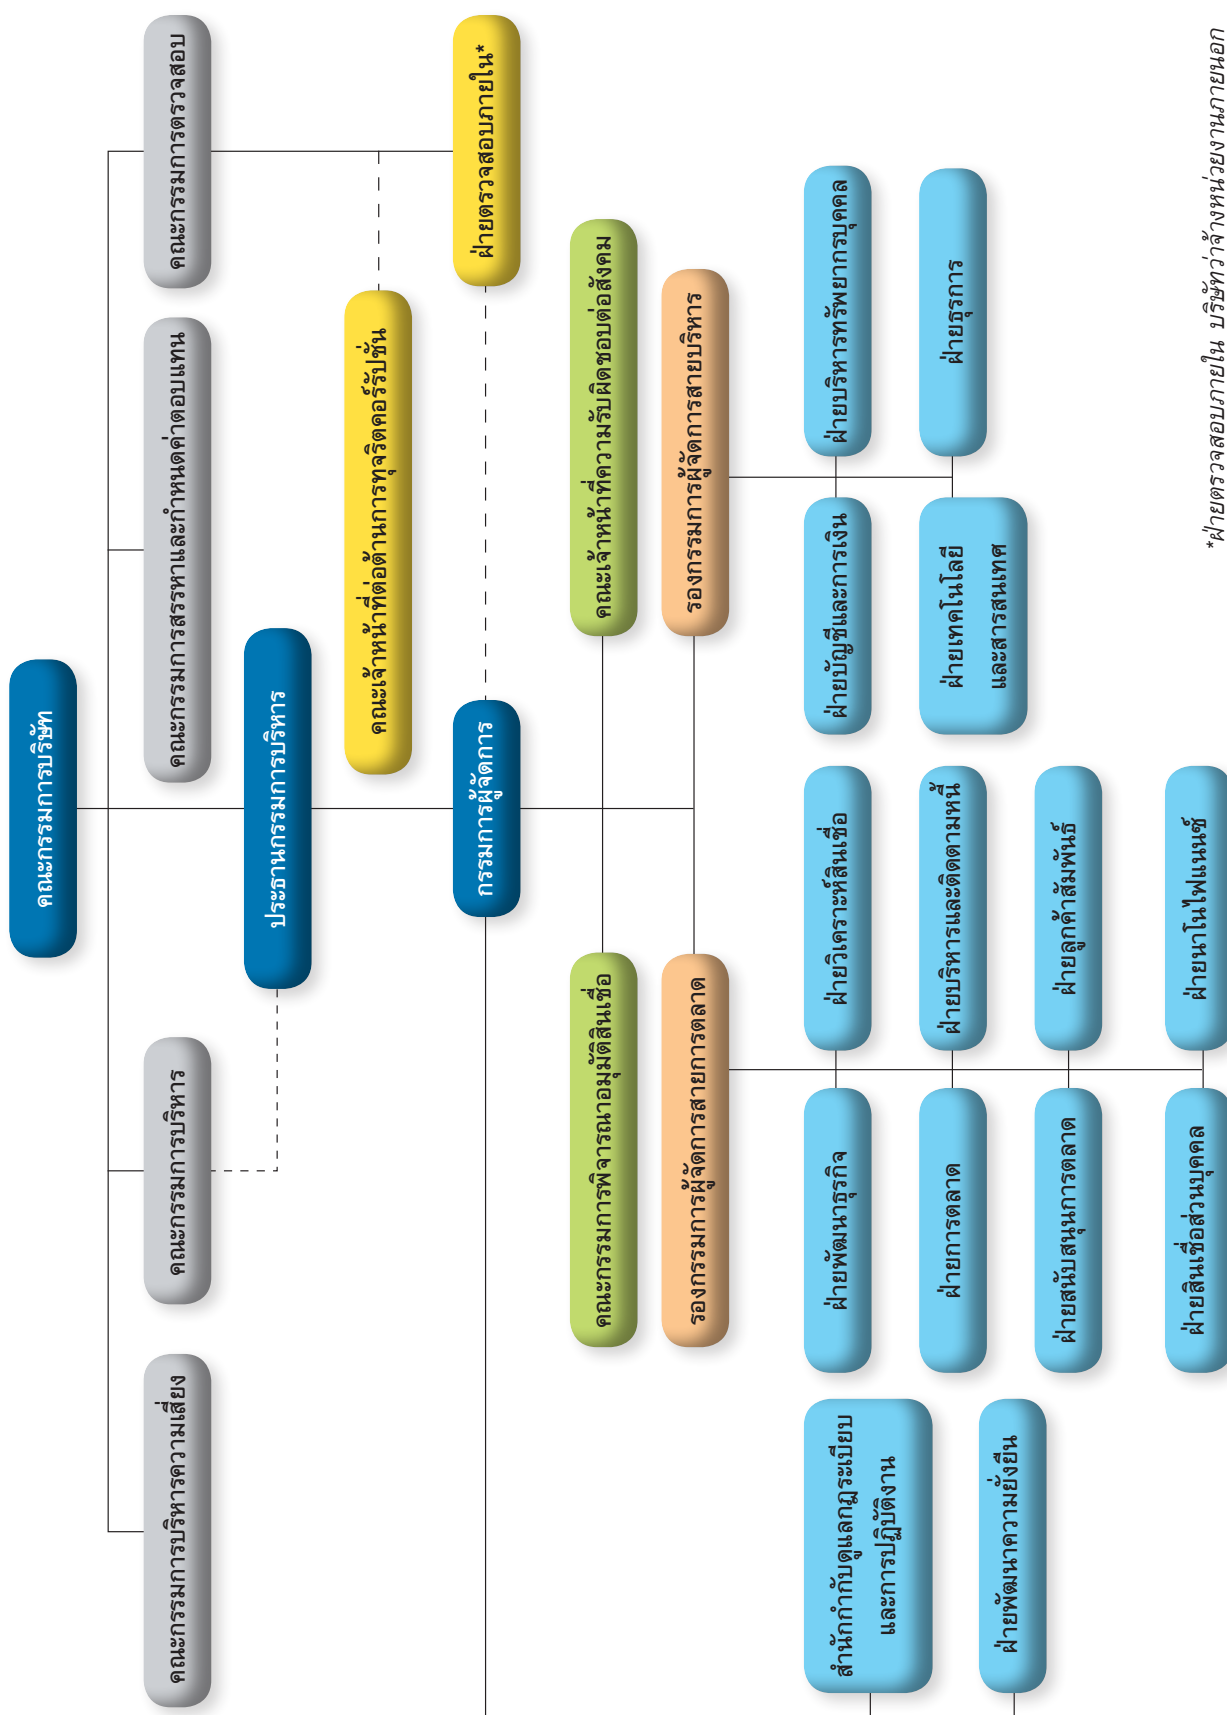 คณะกรรมการบริษัท
คณะกรรมการบริหารความเสี่ยง
คณะกรรมการบริหาร
คณะกรรมการสรรหาและกำหนดค่าตอบแทน
คณะกรรมการตรวจสอบ
ประธานกรรมการบริหาร
คณะเจ้าหน้าที่ต่อต้านการทุจริตคอร์รัปชั่น
กรรมการผู้จัดการ
ฝ่ายตรวจสอบภายใน*
คณะกรรมการพิจารณาอนุมัติสินเชื่อ
คณะเจ้าหน้าที่ความรับผิดชอบต่อสังคม
รองกรรมการผู้จัดการสายการตลาด
รองกรรมการผู้จัดการสายบริหาร
สำนักกำกับดูแลกฎระเบียบ
และการปฏิบัติงาน
ฝ่ายพัฒนาธุรกิจ
ฝ่ายวิเคราะห์สินเชื่อ
ฝ่ายบัญชีและการเงิน
ฝ่ายบริหารทรัพยากรบุคคล
ฝ่ายพัฒนาความยั่งยืน
ฝ่ายการตลาด
ฝ่ายบริหารและติดตามหนี้
ฝ่ายเทคโนโลยี
และสารสนเทศ
ฝ่ายธุรการ
ฝ่ายสนับสนุนการตลาด
ฝ่ายลูกค้าสัมพันธ์
ฝ่ายสินเชื่อส่วนบุคคล
ฝ่ายนาโนไฟแนนซ์
*ฝ่ายตรวจสอบภายใน บริษัทว่าจ้างหน่วยงานภายนอก